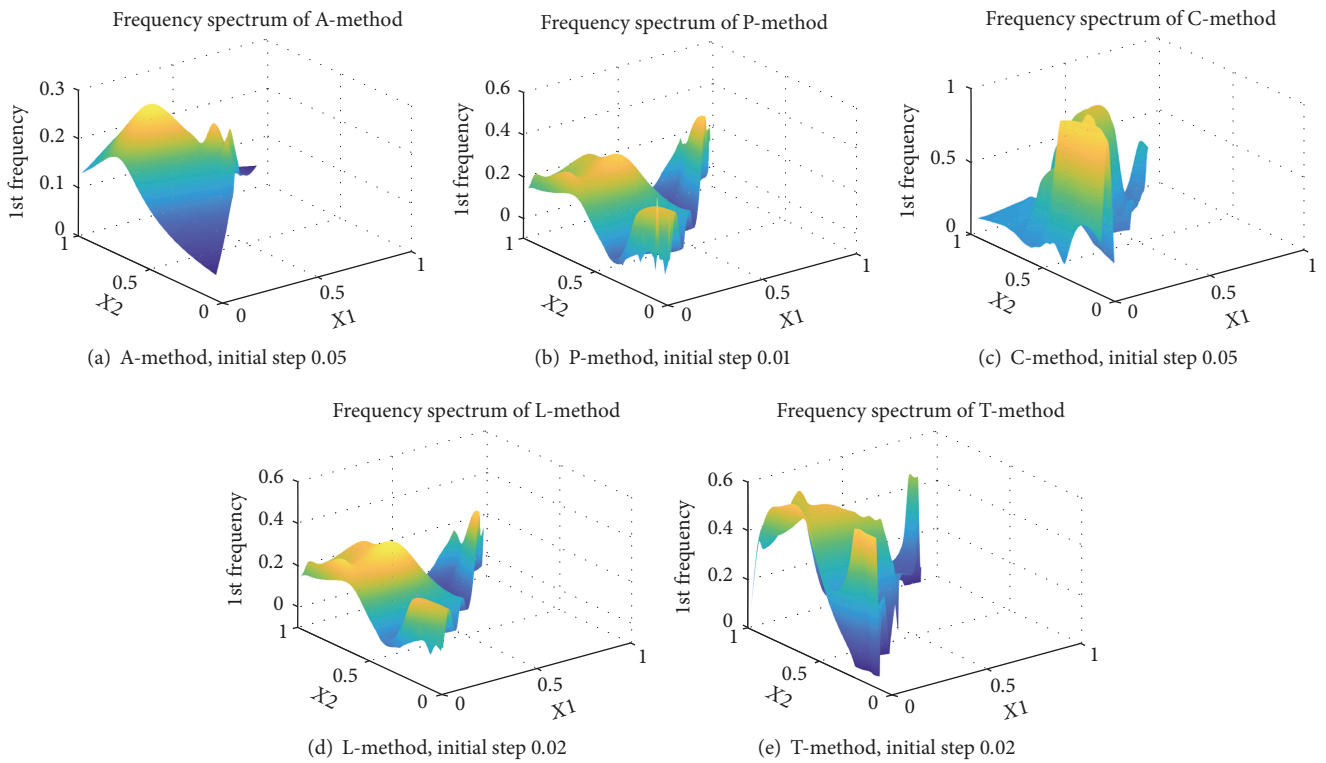 Frequency spectrum of A-method
1st frequency
0.3
0.2
0.1
0
1
0.5
0
X2
0
0.5
1
X1
(a) A-method, initial step 0.05
Frequency spectrum of P-method
1st frequency
0.6
0.4
0.2
0
1
0.5
0
X2
0
0.5
1
X1
(b) P-method, initial step 0.01
Frequency spectrum of C-method
1st frequency
1
0.5
0
1
0.5
0
X2
0
0.5
1
X1
(c) C-method, initial step 0.05
Frequency spectrum of L-method
1st frequency
0.6
0.4
0.2
0
1
0.5
0
X2
0
0.5
1
X1
(d) L-method, initial step 0.02
Frequency spectrum of T-method
1st frequency
0.6
0.4
0.2
0
1
0.5
0
X2
0
0.5
1
X1
(e) T-method, initial step 0.02